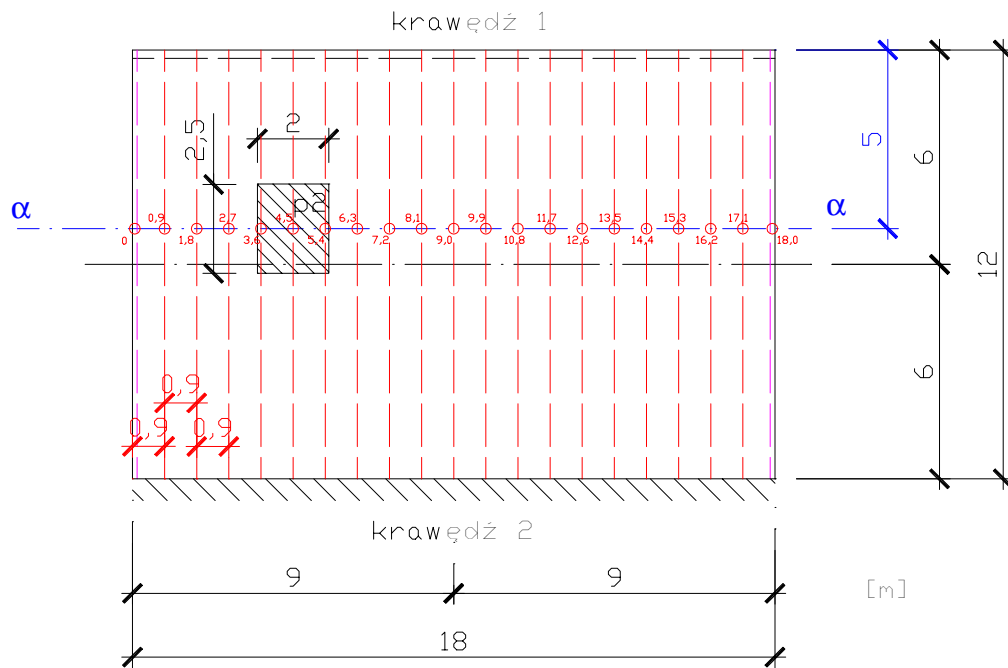 krawędź 1
2
2,5
5
6
p2
α
α
0,9 2,7 4,5 6,3 8,1 9,9 11,7 13,5 15,3 17,1
0 1,8 3,6 5,4 7,2 9,0 10,8 12,6 14,4 16,2 18,0
12
6
0,9
0,9 0,9
krawędź 2
9 9
[m]
18